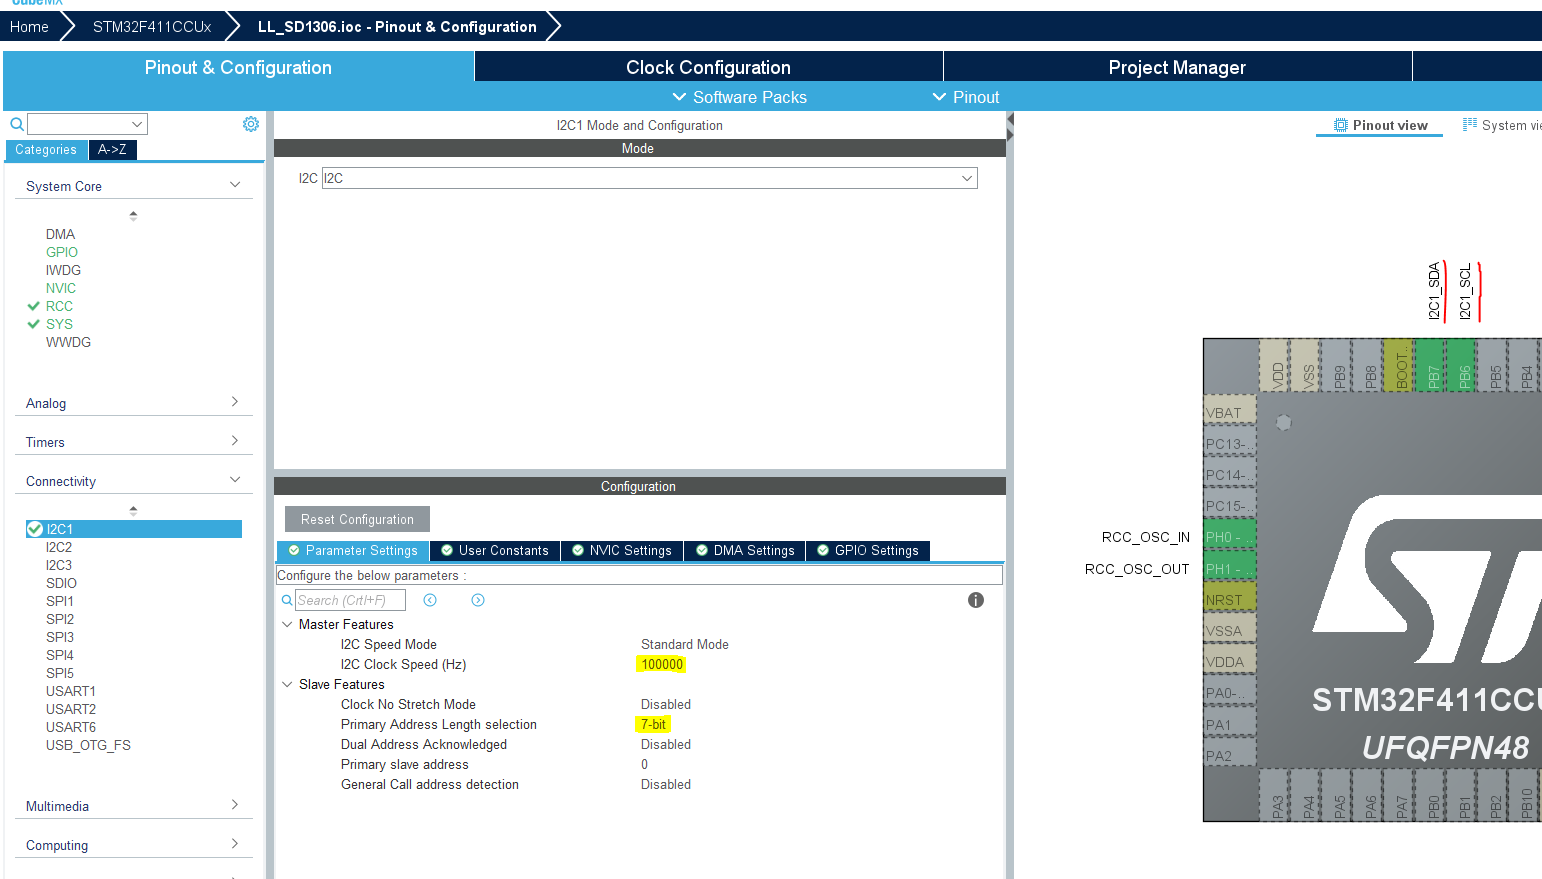 CubeMX
Home
STM32F411CCUx
LL_SD1306.ioc - Pinout & Configuration
Pinout & Configuration
Clock Configuration
Project Manager
Software Packs
Pinout
Categories
A->Z
System Core
DMA
GPIO
IWDG
NVIC
RCC
SYS
WWDG
Analog
Timers
Connectivity
I2C1
I2C2
I2C3
SDIO
SPI1
SPI2
SPI3
SPI4
SPI5
USART1
USART2
USART6
USB_OTG_FS
Multimedia
Computing
I2C1 Mode and Configuration
Mode
I2C I2C
Configuration
Reset Configuration
Parameter Settings
User Constants
NVIC Settings
DMA Settings
GPIO Settings
Configure the below parameters :
Search (Crtl+F)
Master Features
I2C Speed Mode Standard Mode
I2C Clock Speed (Hz) 100000
Slave Features
Clock No Stretch Mode Disabled
Primary Address Length selection 7-bit
Dual Address Acknowledged Disabled
Primary slave address 0
General Call address detection Disabled
Pinout view
System vi
I2C1_SDA
I2C1_SCL
VDD
VSS
PB9
PB8
BOOT..
PB7
PB6
PB5
PB4
VBAT
PC13-..
PC14-..
PC15-..
RCC_OSC_IN
PH0 - ..
RCC_OSC_OUT
PH1 - ..
NRST
VSSA
VDDA
PA0-..
PA1
PA2
STM32F411CCU
UFQFPN48
PA3
PA4
PA5
PA6
PA7
PB0
PB1
PB2
PB10